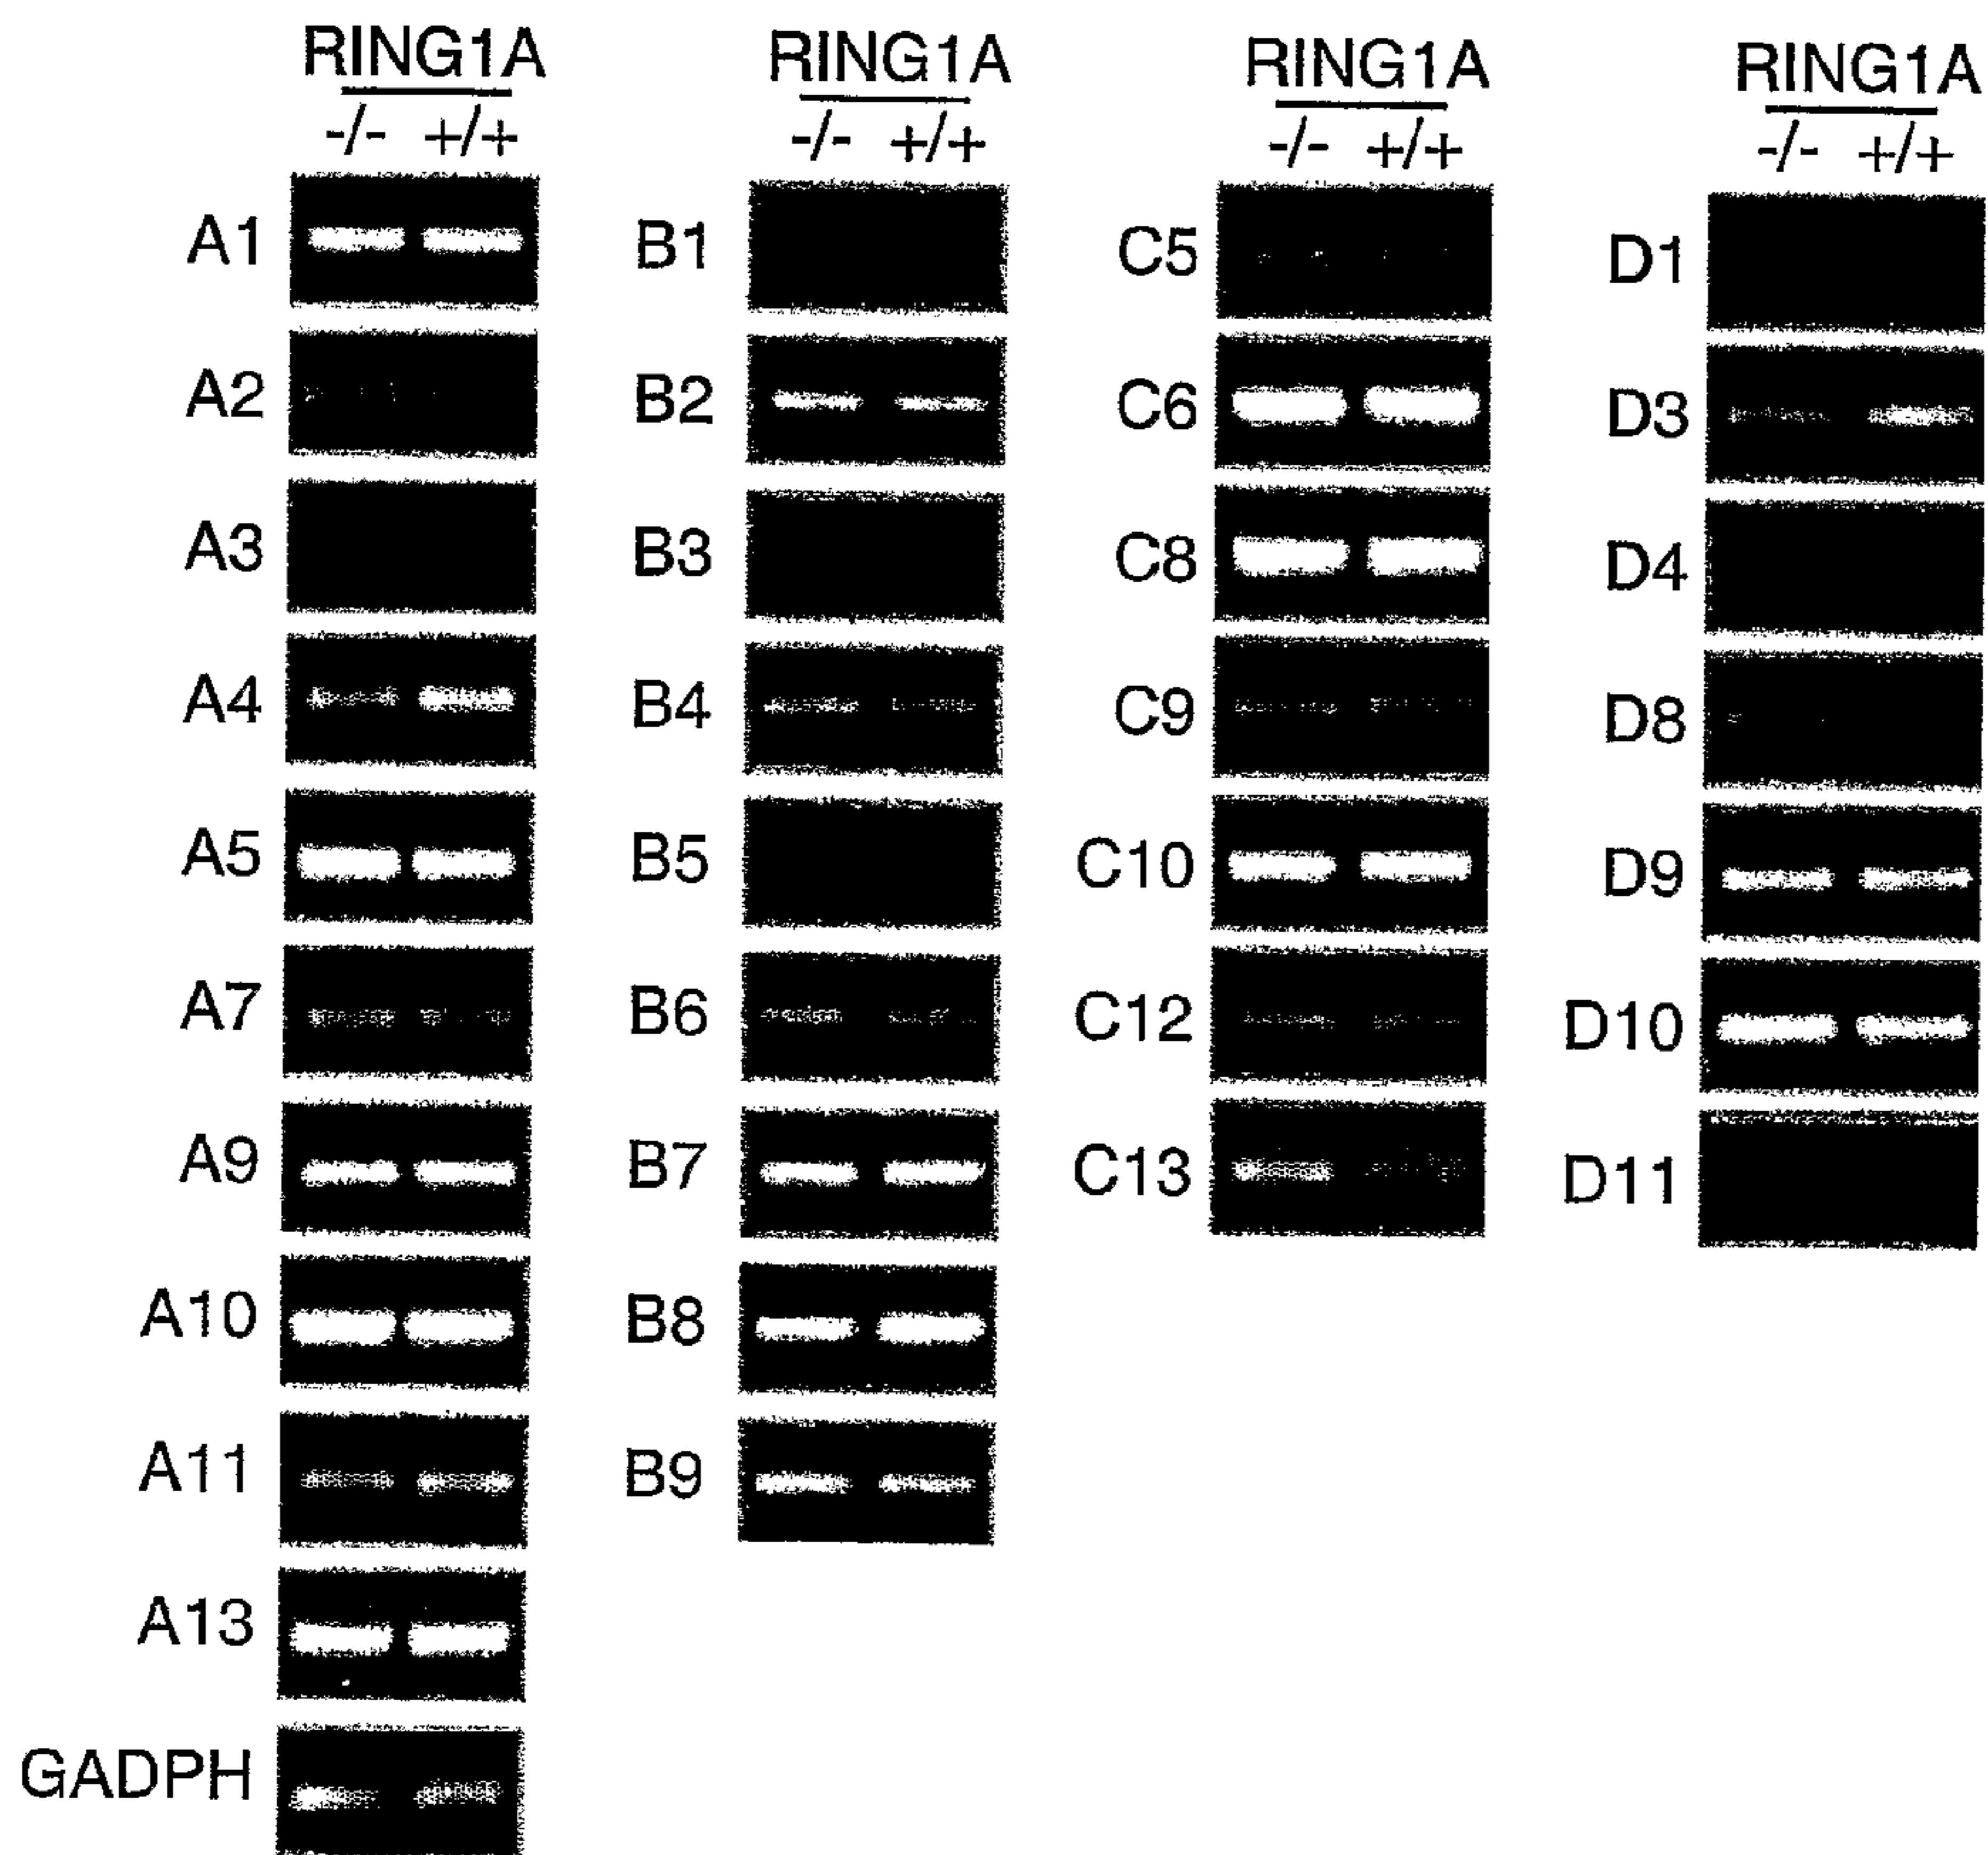 RINGIA RING1A RING1A RING1A
-/- +/+ -/- +/+ -/- +/+ -/- +/+
A1 B1 C5 D1
A2 B2 C6 D3
A3 B3 C8 D4
A4 B4 C9 D8
A5 B5 C10 D9
A7 B6 C12 D10
A9 B7 C13 D11
A10 B8
A11 B9
A13
GADPH